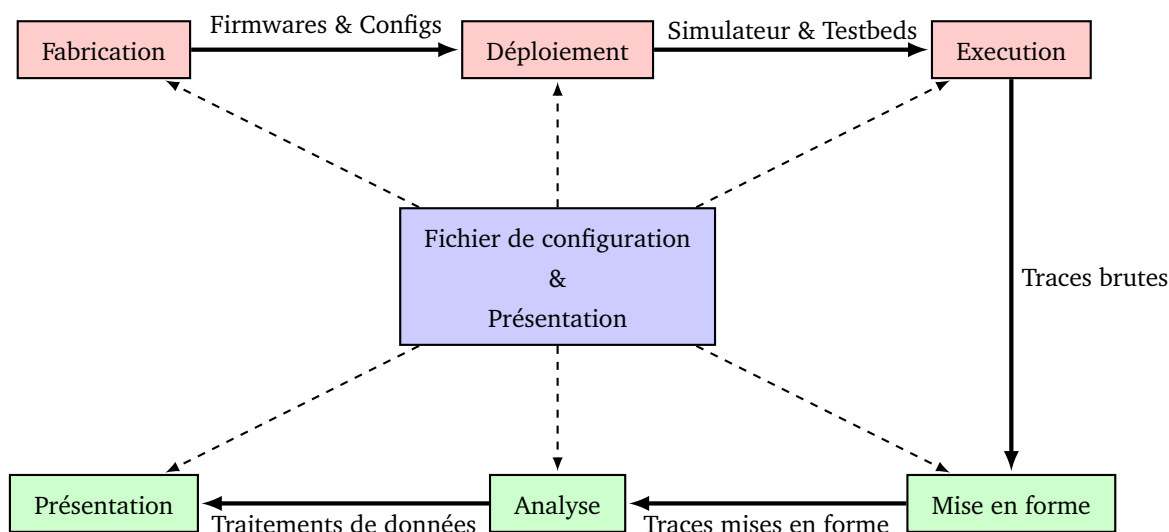 Firmwares & Configs
Simulateur & Testbeds
Fabrication
Déploiement
Execution
Fichier de configuration
&
Présentation
Traces brutes
Présentation
Analyse
Mise en forme
Traitements de données
Traces mises en forme